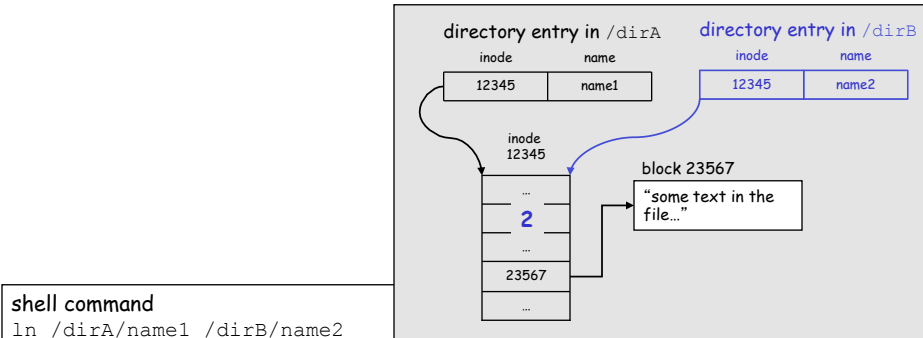 directory entry in /dirA
directory entry in /dirB
inode name
inode name
12345 name1
12345 name2
inode
12345
block 23567
...
"some text in the
file..."
2
...
23567
...
shell command
ln /dirA/name1 /dirB/name2